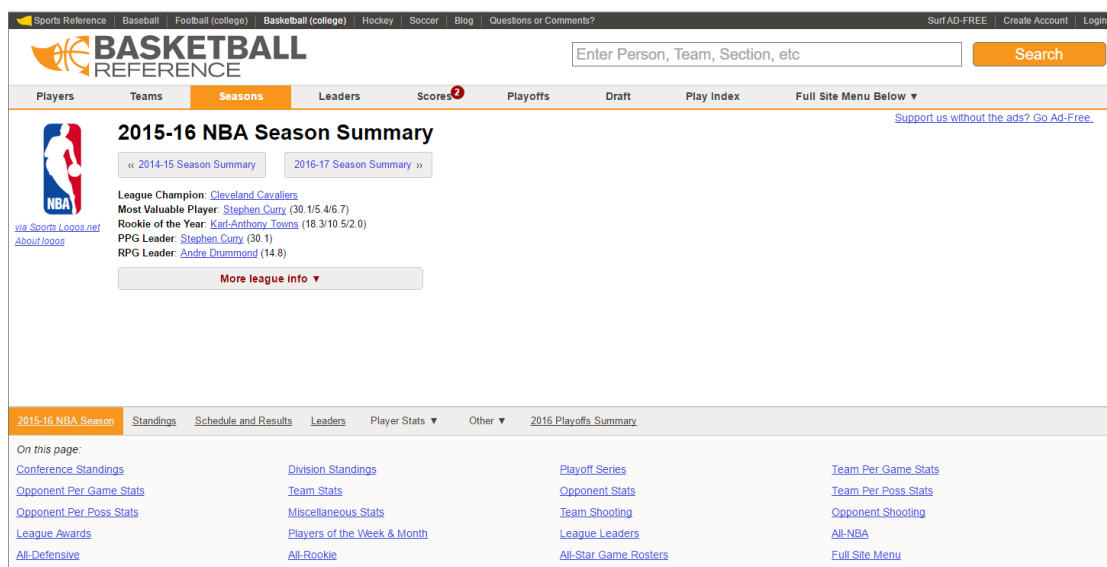 Sports Reference Baseball Football (college) Basketball (college) Hockey Soccer Blog Questions or Comments? Surf AD-FREE Create Account Login
BASKETBALL
REFERENCE
Enter Person, Team, Section, etc Search
Players Teams Seasons Leaders Scores 2 Playoffs Draft Play Index Full Site Menu Below ▼
Support us without the ads? Go Ad-Free.
NBA
via Sports Logos.net
About logos
2015-16 NBA Season Summary
« 2014-15 Season Summary 2016-17 Season Summary »
League Champion: Cleveland Cavaliers
Most Valuable Player: Stephen Curry (30.1/5.4/6.7)
Rookie of the Year: Karl-Anthony Towns (18.3/10.5/2.0)
PPG Leader: Stephen Curry (30.1)
RPG Leader: Andre Drummond (14.8)
More league info ▼
2015-16 NBA Season Standings Schedule and Results Leaders Player Stats ▼ Other ▼ 2016 Playoffs Summary
On this page:
Conference Standings Division Standings Playoff Series Team Per Game Stats
Opponent Per Game Stats Team Stats Opponent Stats Team Per Poss Stats
Opponent Per Poss Stats Miscellaneous Stats Team Shooting Opponent Shooting
League Awards Players of the Week & Month League Leaders All-NBA
All-Defensive All-Rookie All-Star Game Rosters Full Site Menu